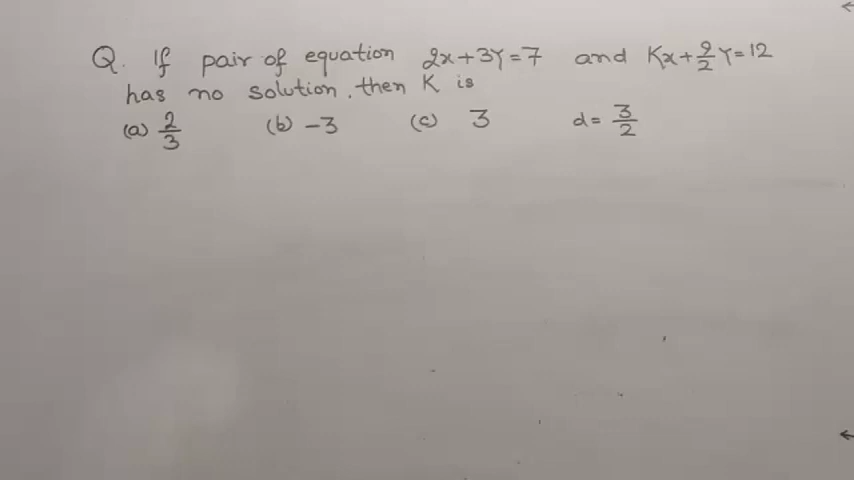 Q. If pair of equation 2x+3y=7 and Kx+9/2y=12
has no solution, then K is
(a) 2/3 (b) -3 (c) 3 d= 3/2